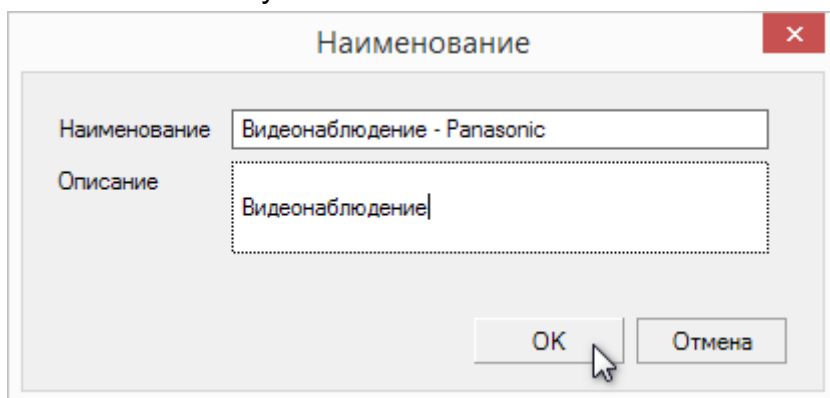 Наименование
Наименование Видеонаблюдение - Panasonic
Описание
Видеонаблюдение
OK Отмена